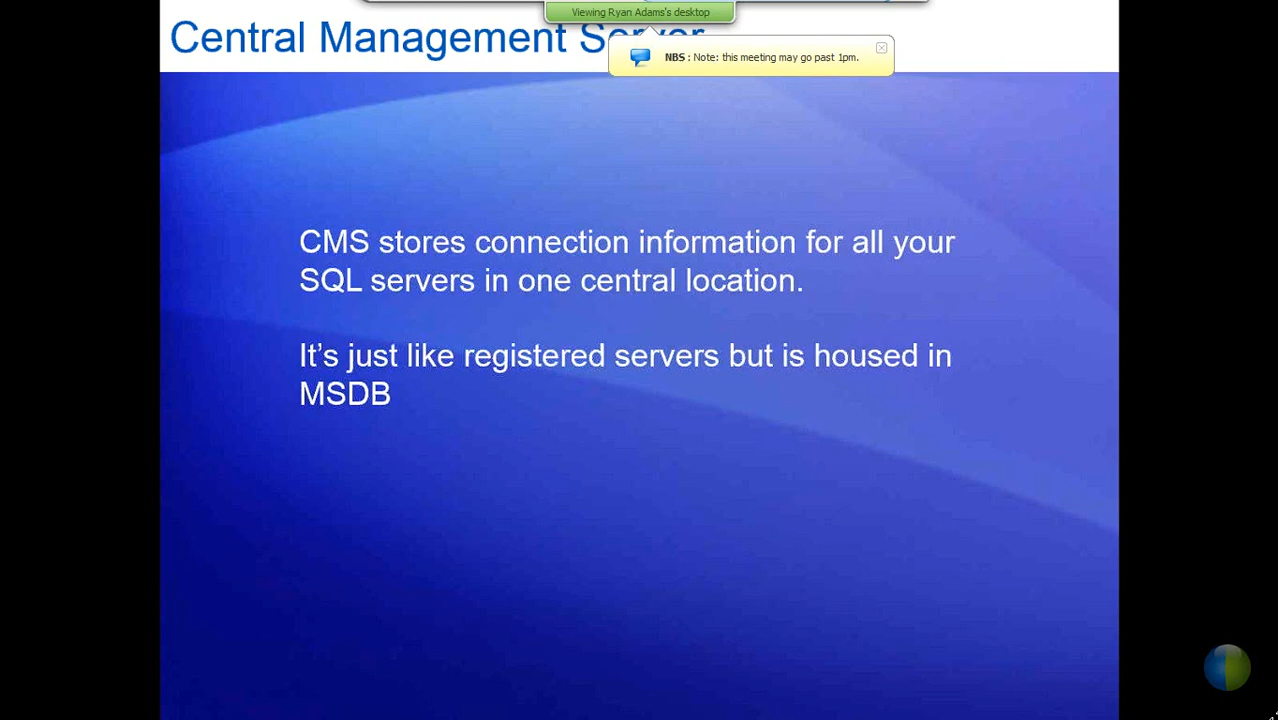 Viewing Ryan Adams's desktop
Central Management Server
NBS : Note: this meeting may go past 1pm.
CMS stores connection information for all your
SQL servers in one central location.
It's just like registered servers but is housed in
MSDB